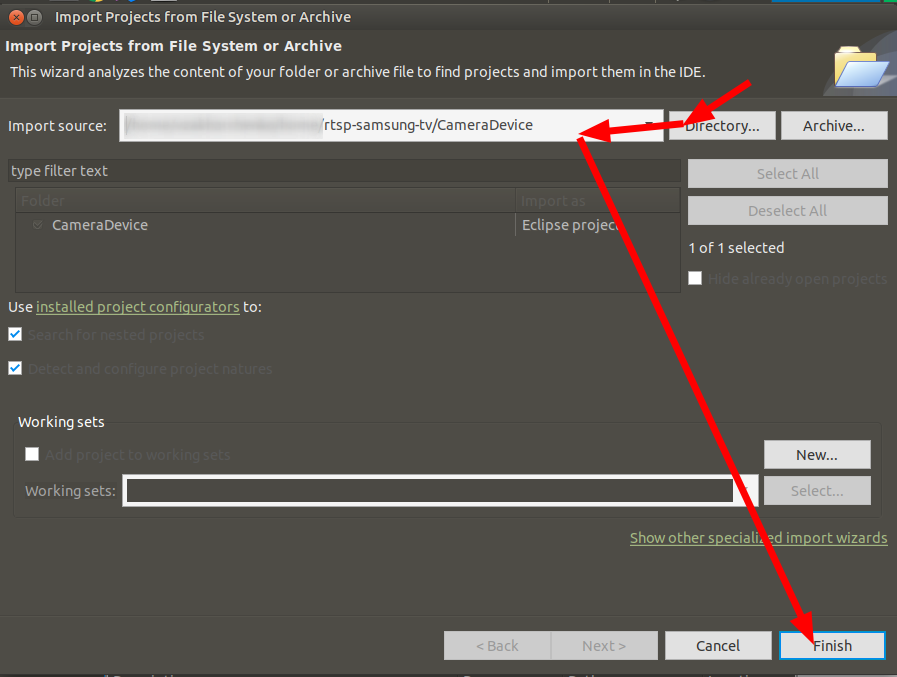 Import Projects from File System or Archive
Import Projects from File System or Archive
This wizard analyzes the content of your folder or archive file to find projects and import them in the IDE.
Import source: /rtsp-samsung-tv/CameraDevice Directory... Archive...
type filter text Select All
Folder Import as
Deselect All
CameraDevice Eclipse project
1 of 1 selected
Hide already open projects
Use installed project configurators to:
Search for nested projects
Detect and configure project natures
Working sets
Add project to working sets New...
Working sets: Select...
Show other specialized import wizards
< Back Next > Cancel Finish